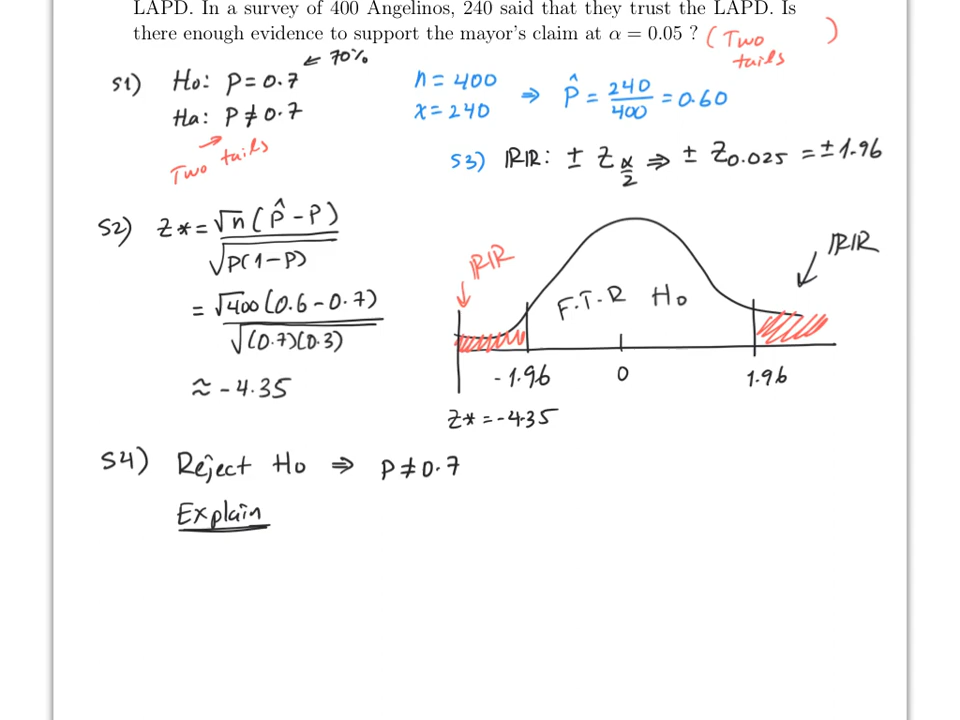 LAPD. In a survey of 400 Angelinos, 240 said that they trust the LAPD. Is
there enough evidence to support the mayor's claim at α = 0.05 ? (Two tails)
S1) Ho: P = 0.7 ← 70%
Ha: P ≠ 0.7
→ Two tails
n = 400
x = 240
⇒ p̂ = 240/400 = 0.60
S3) RR: ± Z α/2 ⇒ ± Z0.025 = ± 1.96
S2) Z* = √n (p̂ - P) / √P(1-P)
= √400 (0.6 - 0.7) / √(0.7)(0.3)
≈ -4.35
RR
RR
F.T.R Ho
-1.96 0 1.96
Z* = -4.35
S4) Reject Ho ⇒ P ≠ 0.7
Explain